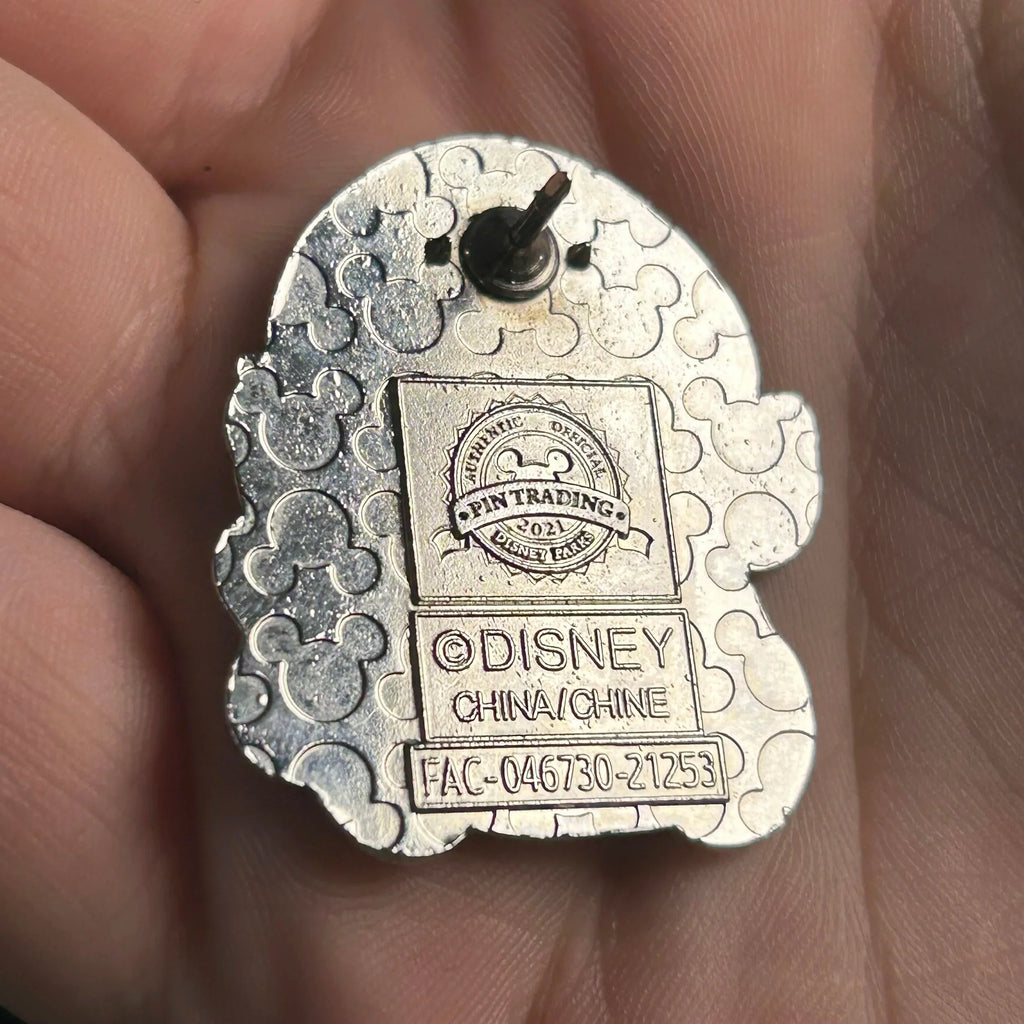 AUTHENTIC OFFICIAL
•PIN TRADING•
2021
DISNEY PARKS
©DISNEY
CHINA/CHINE
FAC-046730-21253